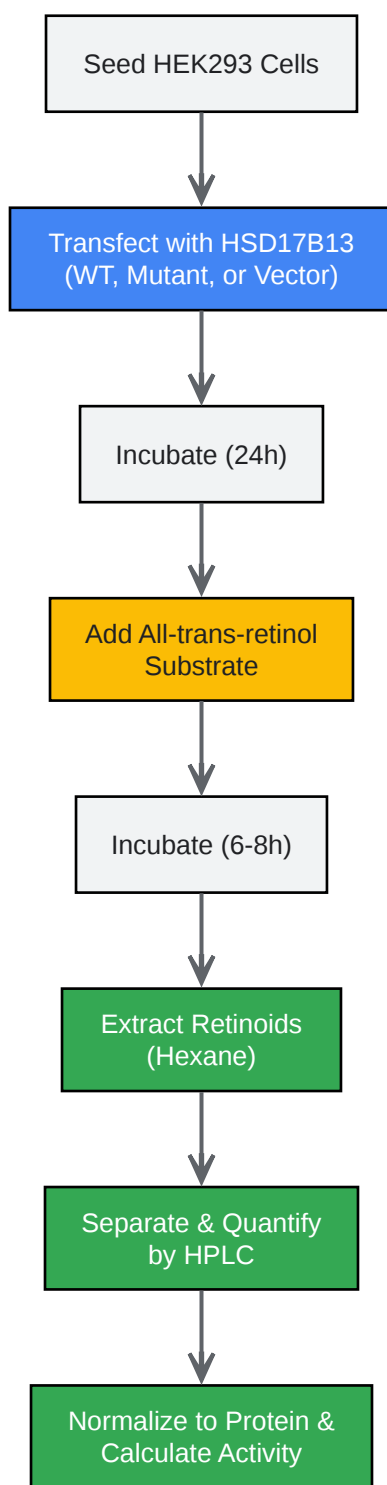 Seed HEK293 Cells
Transfect with HSD17B13
(WT, Mutant, or Vector)
Incubate (24h)
Add All-trans-retinol
Substrate
Incubate (6-8h)
Extract Retinoids
(Hexane)
Separate & Quantify
by HPLC
Normalize to Protein &
Calculate Activity